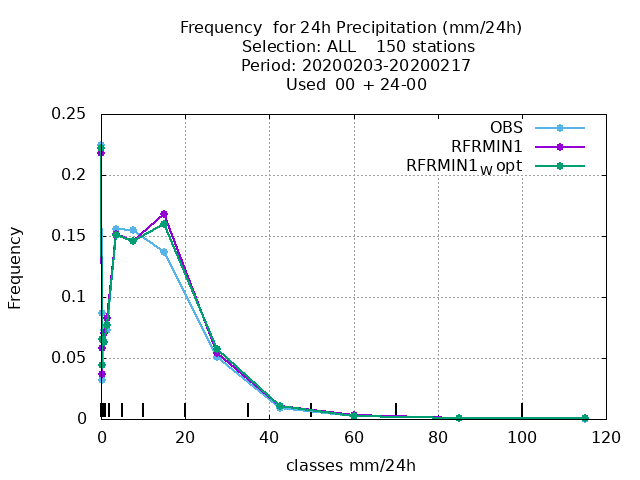 Frequency  for 24h Precipitation (mm/24h)
Selection: ALL    150 stations
Period: 20200203-20200217
Used  00 + 24-00
OBS
RFRMIN1
RFRMIN1W opt
0.25
0.2
0.15
0.1
0.05
0
Frequency
0 20 40 60 80 100 120
classes mm/24h